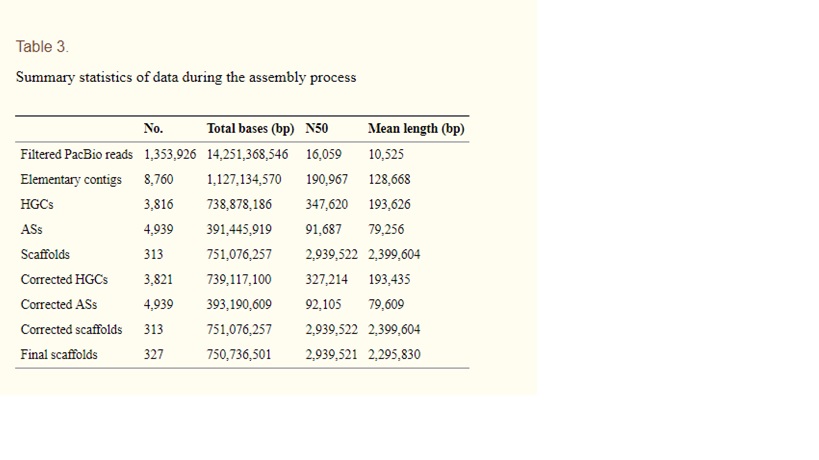 Table 3.
Summary statistics of data during the assembly process
No. Total bases (bp) N50 Mean length (bp)
Filtered PacBio reads 1,353,926 14,251,368,546 16,059 10,525
Elementary contigs 8,760 1,127,134,570 190,967 128,668
HGCs 3,816 738,878,186 347,620 193,626
ASs 4,939 391,445,919 91,687 79,256
Scaffolds 313 751,076,257 2,939,522 2,399,604
Corrected HGCs 3,821 739,117,100 327,214 193,435
Corrected ASs 4,939 393,190,609 92,105 79,609
Corrected scaffolds 313 751,076,257 2,939,522 2,399,604
Final scaffolds 327 750,736,501 2,939,521 2,295,830